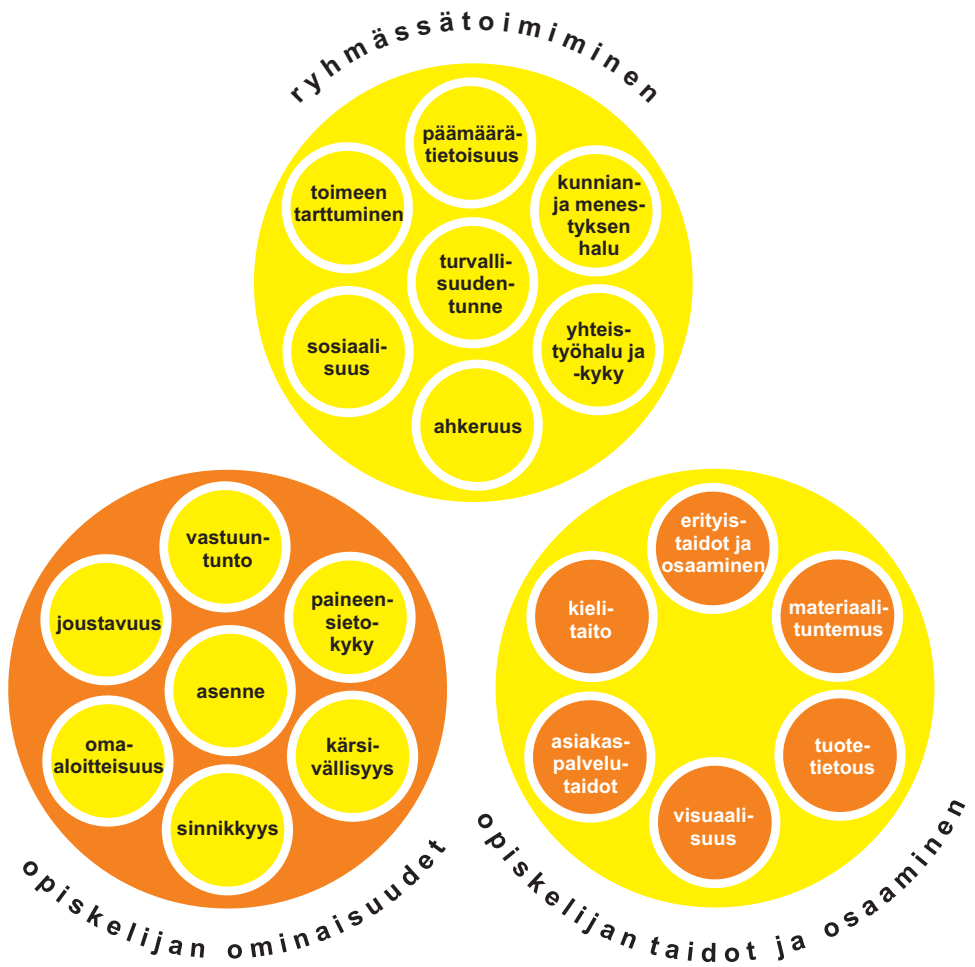 ryhmässätoimiminen
päämäärä-
tietoisuus
toimeen
tarttuminen
kunnian-
ja menes-
tyksen
halu
turvalli-
suuden-
tunne
sosiaali-
suus
yhteis-
työhalu ja
-kyky
ahkeruus
vastuun-
tunto
joustavuus
paineen-
sieto-
kyky
asenne
oma-
aloitteisuus
kärsi-
vällisyys
sinnikkyys
opiskelijan ominaisuudet
erityis-
taidot ja
osaaminen
kieli-
taito
materiaali-
tuntemus
asiakas-
palvelu-
taidot
tuote-
tietous
visuaali-
suus
opiskelijan taidot ja osaaminen